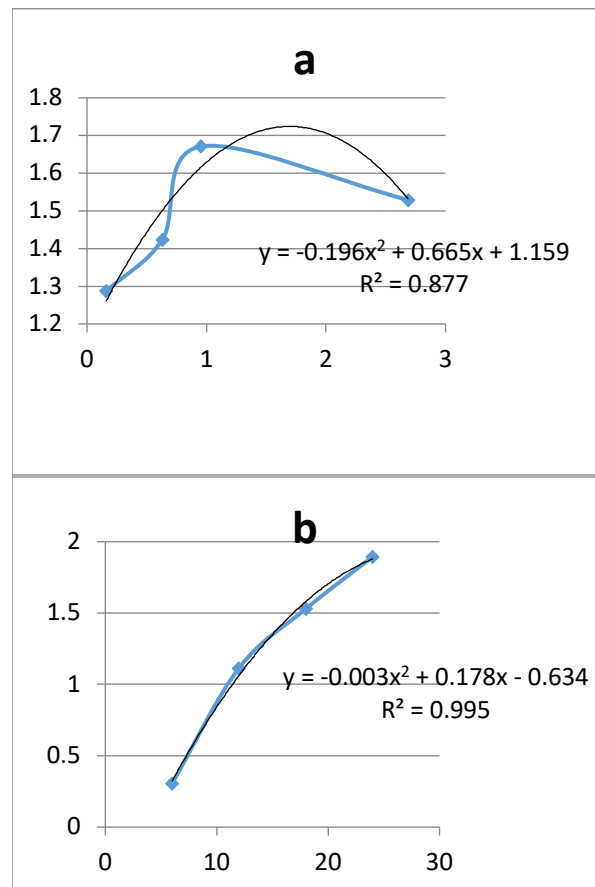 a
1.8
1.7
1.6
1.5
1.4
1.3
1.2
0 1 2 3
y = -0.196x² + 0.665x + 1.159
R² = 0.877
b
2
1.5
1
0.5
0
0 10 20 30
y = -0.003x² + 0.178x - 0.634
R² = 0.995